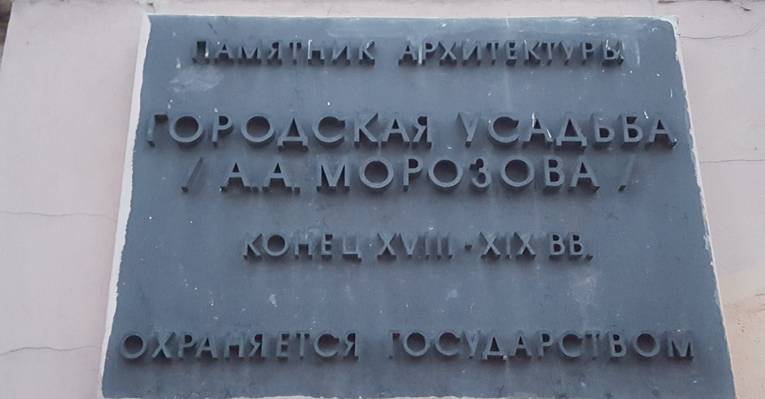 ПАМЯТНИК АРХИТЕКТУРЫ
ГОРОДСКАЯ УСАДЬБА
/ А.А. МОРОЗОВА /
КОНЕЦ XVIII - XIX ВВ.
ОХРАНЯЕТСЯ ГОСУДАРСТВОМ